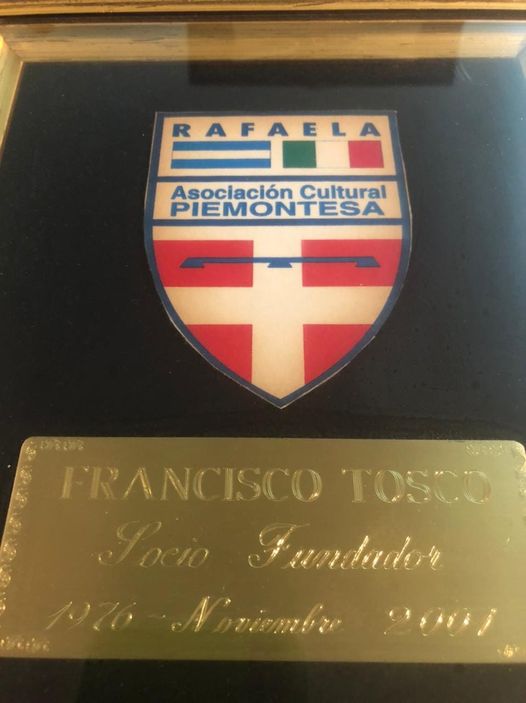 RAFAELA
Asociación Cultural
PIEMONTESA
FRANCISCO TOSCO
Socio Fundador
1976 - Noviembre 2001